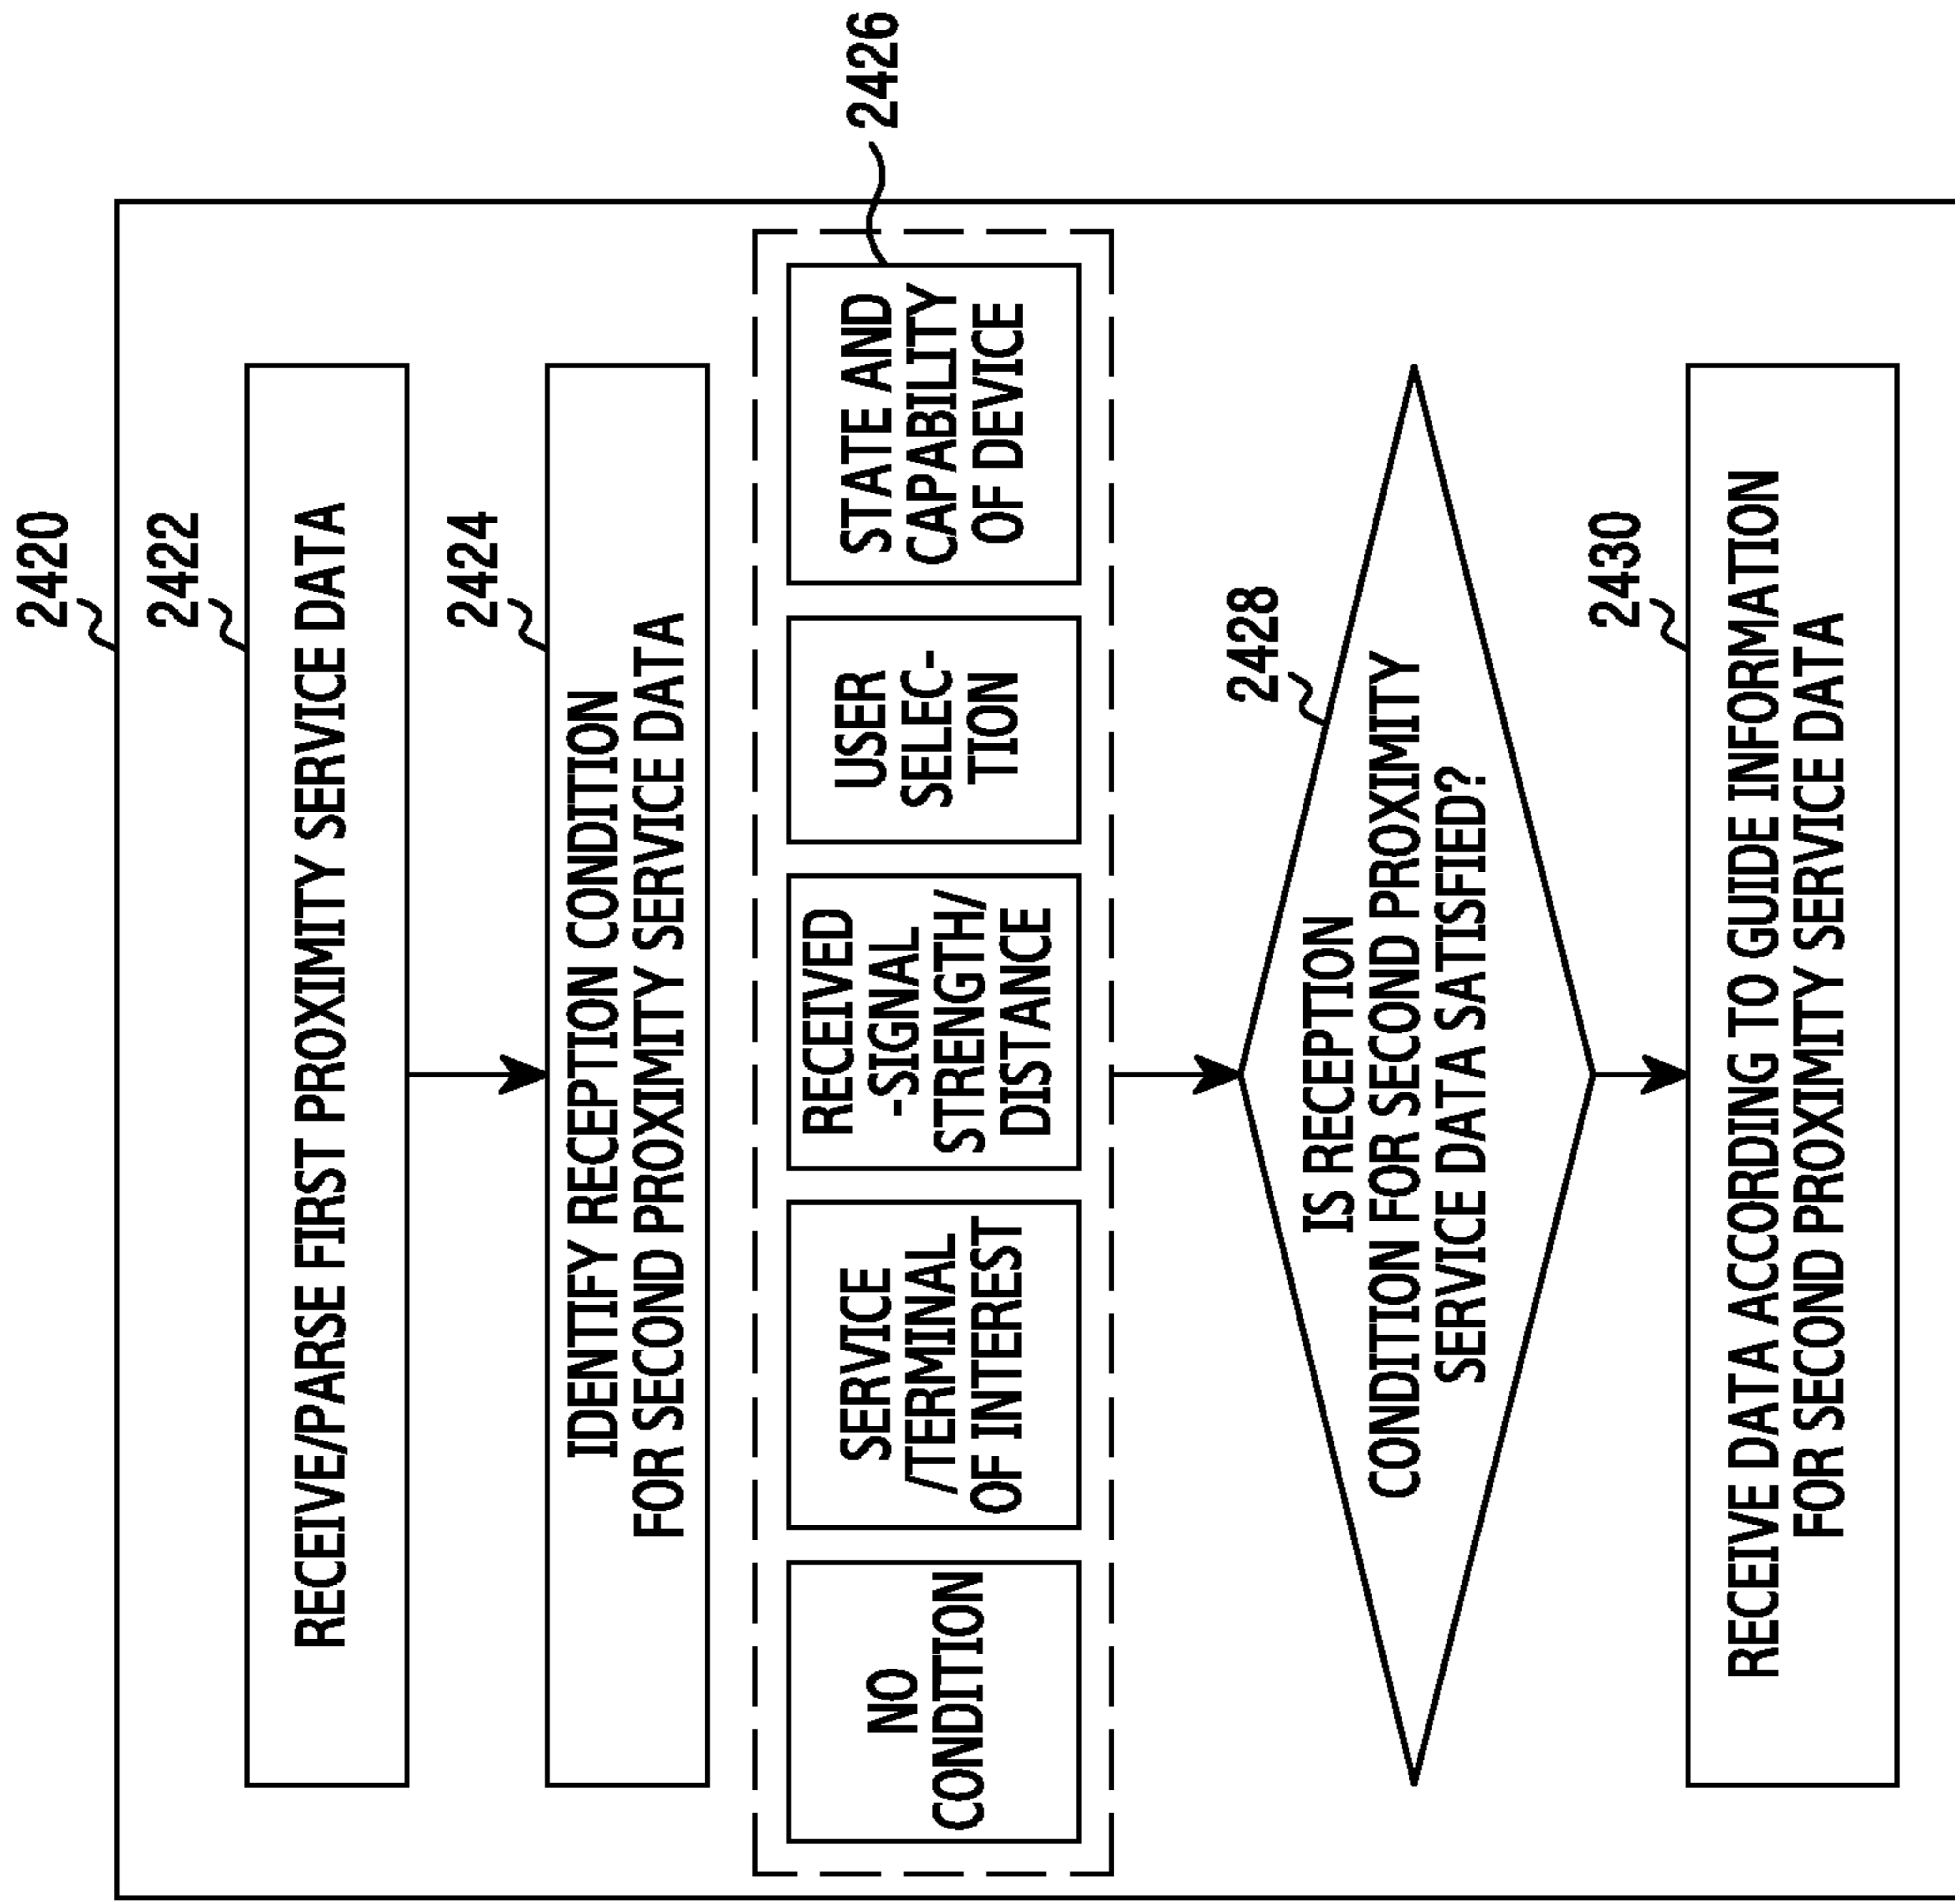 2420
2422
RECEIVE/PARSE FIRST PROXIMITY SERVICE DATA
2424
IDENTIFY RECEPTION CONDITION
FOR SECOND PROXIMITY SERVICE DATA
NO
CONDITION
SERVICE
/TERMINAL
OF INTEREST
RECEIVED
-SIGNAL
STRENGTH/
DISTANCE
USER
SELEC-
TION
STATE AND
CAPABILITY
OF DEVICE
2426
2428
IS RECEPTION
CONDITION FOR SECOND PROXIMITY
SERVICE DATA SATISFIED?
2430
RECEIVE DATA ACCORDING TO GUIDE INFORMATION
FOR SECOND PROXIMITY SERVICE DATA